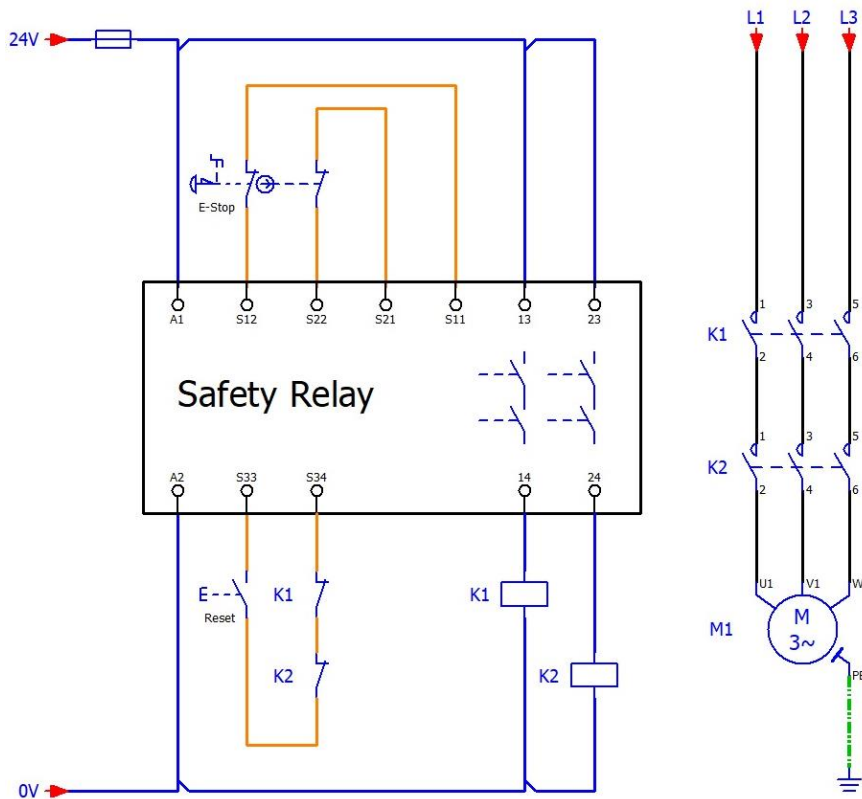 L1 L2 L3
24V
E-Stop
A1 S12 S22 S21 S11 13 23
1 3 5
K1
2 4 6
Safety Relay
1 3 5
K2
2 4 6
A2 S33 S34 14 24
U1 V1 W
K1 K1
Reset
M1 M
3~
K2 K2
PE
0V